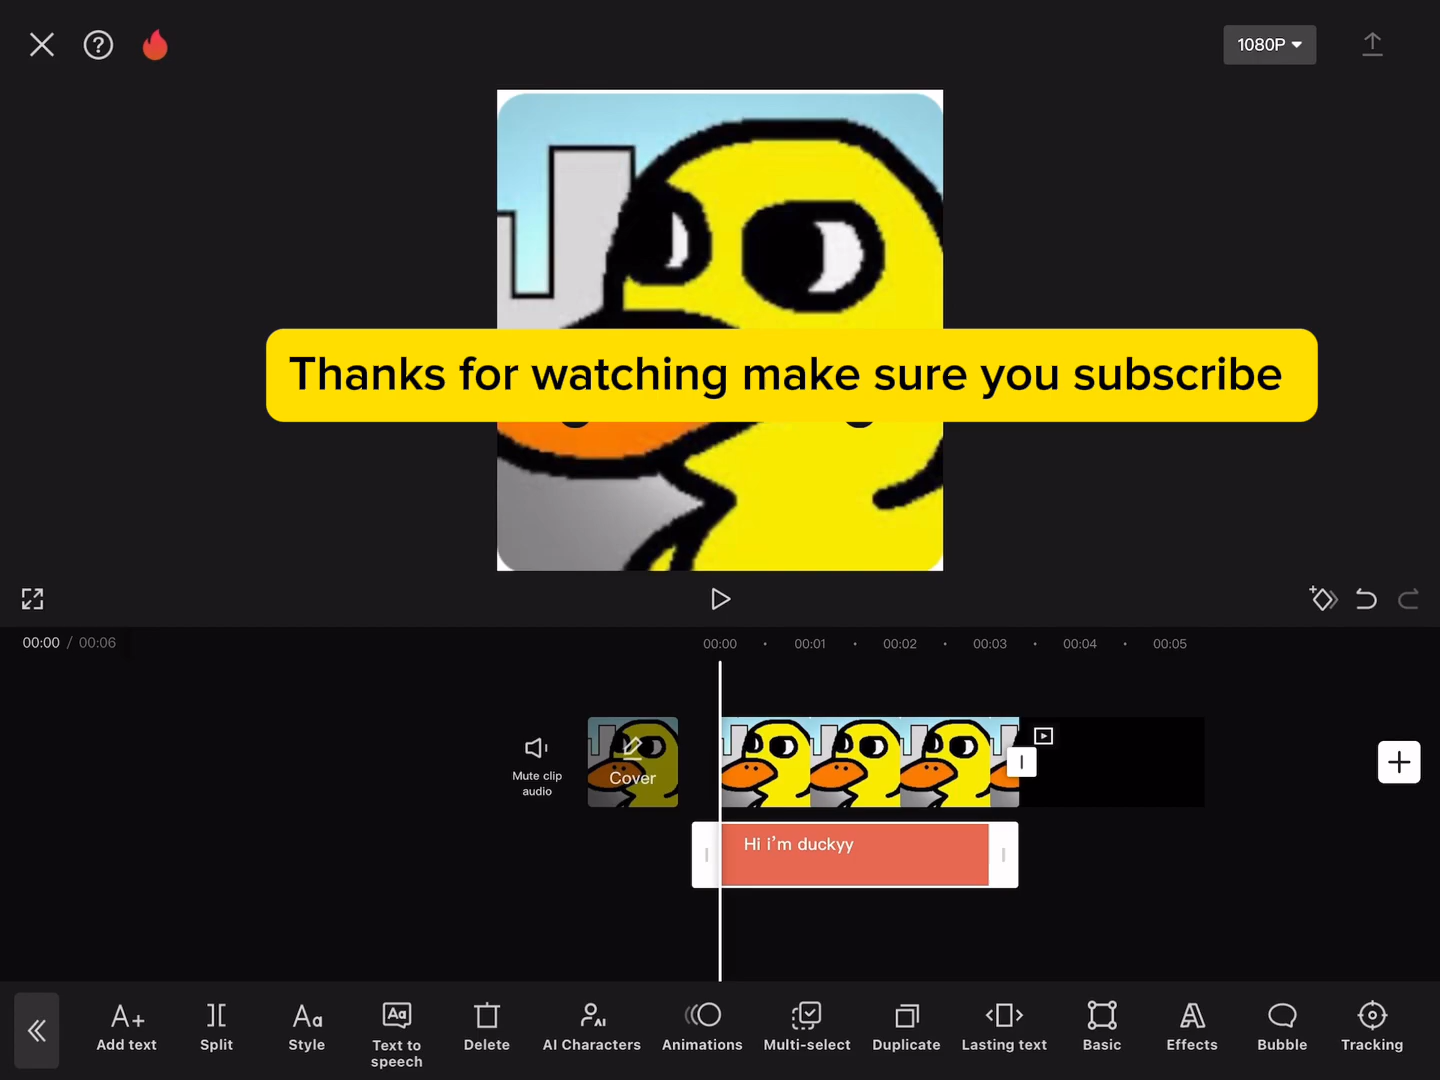 1080P
Thanks for watching make sure you subscribe
00:00 / 00:06
00:00 00:01 00:02 00:03 00:04 00:05
Mute clip
audio
Cover
Hi i'm duckyy
Add text
Split
Style
Text to
speech
Delete
AI Characters
Animations
Multi-select
Duplicate
Lasting text
Basic
Effects
Bubble
Tracking